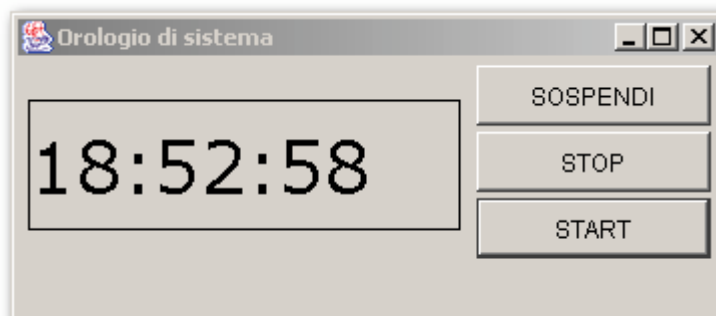 Orologio di sistema
18:52:58
SOSPENDI
STOP
START